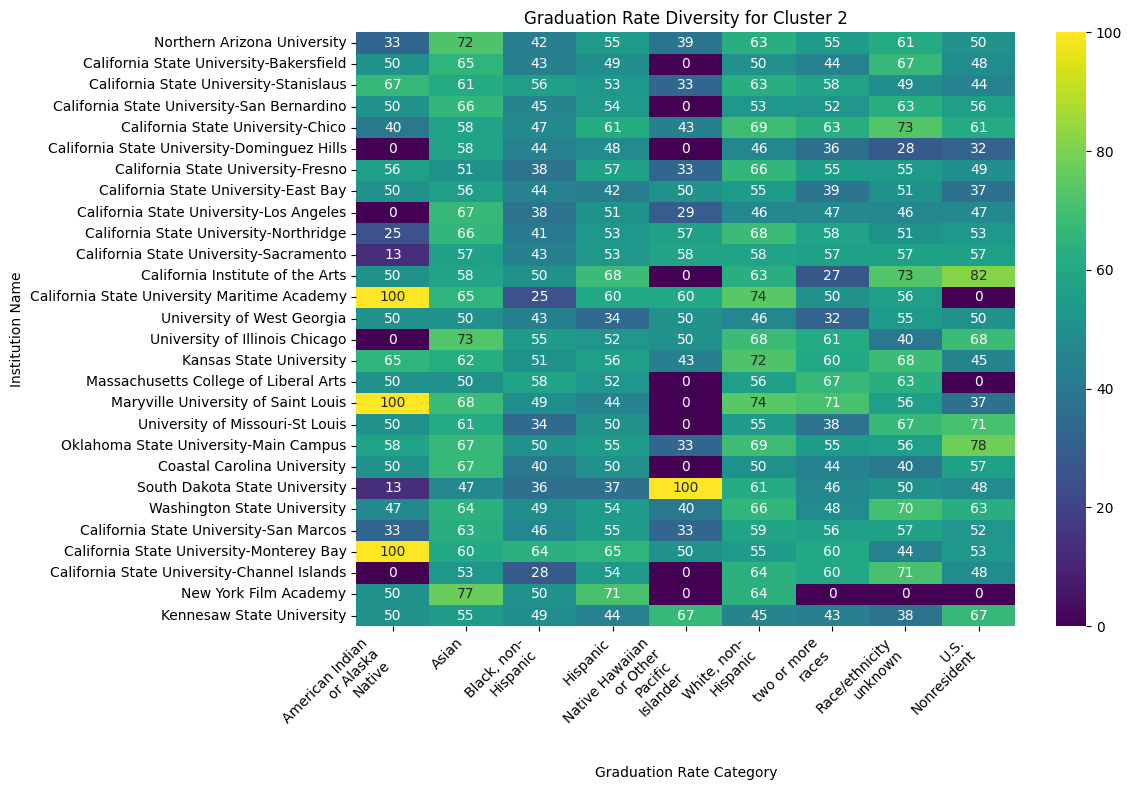 Graduation Rate Diversity for Cluster 2
Institution Name
Northern Arizona University 33 72 42 55 39 63 55 61 50
California State University-Bakersfield 50 65 43 49 0 50 44 67 48
California State University-Stanislaus 67 61 56 53 33 63 58 49 44
California State University-San Bernardino 50 66 45 54 0 53 52 63 56
California State University-Chico 40 58 47 61 43 69 63 73 61
California State University-Dominguez Hills 0 58 44 48 0 46 36 28 32
California State University-Fresno 56 51 38 57 33 66 55 55 49
California State University-East Bay 50 56 44 42 50 55 39 51 37
California State University-Los Angeles 0 67 38 51 29 46 47 46 47
California State University-Northridge 25 66 41 53 57 68 58 51 53
California State University-Sacramento 13 57 43 53 58 58 57 57 57
California Institute of the Arts 50 58 50 68 0 63 27 73 82
California State University Maritime Academy 100 65 25 60 60 74 50 56 0
University of West Georgia 50 50 43 34 50 46 32 55 50
University of Illinois Chicago 0 73 55 52 50 68 61 40 68
Kansas State University 65 62 51 56 43 72 60 68 45
Massachusetts College of Liberal Arts 50 50 58 52 0 56 67 63 0
Maryville University of Saint Louis 100 68 49 44 0 74 71 56 37
University of Missouri-St Louis 50 61 34 50 0 55 38 67 71
Oklahoma State University-Main Campus 58 67 50 55 33 69 55 56 78
Coastal Carolina University 50 67 40 50 0 50 44 40 57
South Dakota State University 13 47 36 37 100 61 46 50 48
Washington State University 47 64 49 54 40 66 48 70 63
California State University-San Marcos 33 63 46 55 33 59 56 57 52
California State University-Monterey Bay 100 60 64 65 50 55 60 44 53
California State University-Channel Islands 0 53 28 54 0 64 60 71 48
New York Film Academy 50 77 50 71 0 64 0 0 0
Kennesaw State University 50 55 49 44 67 45 43 38 67
American Indian
or Alaska
Native
Asian
Black, non-
Hispanic
Hispanic
Native Hawaiian
or Other
Pacific
Islander
White, non-
Hispanic
two or more
races
Race/ethnicity
unknown
U.S.
Nonresident
Graduation Rate Category
100
80
60
40
20
0